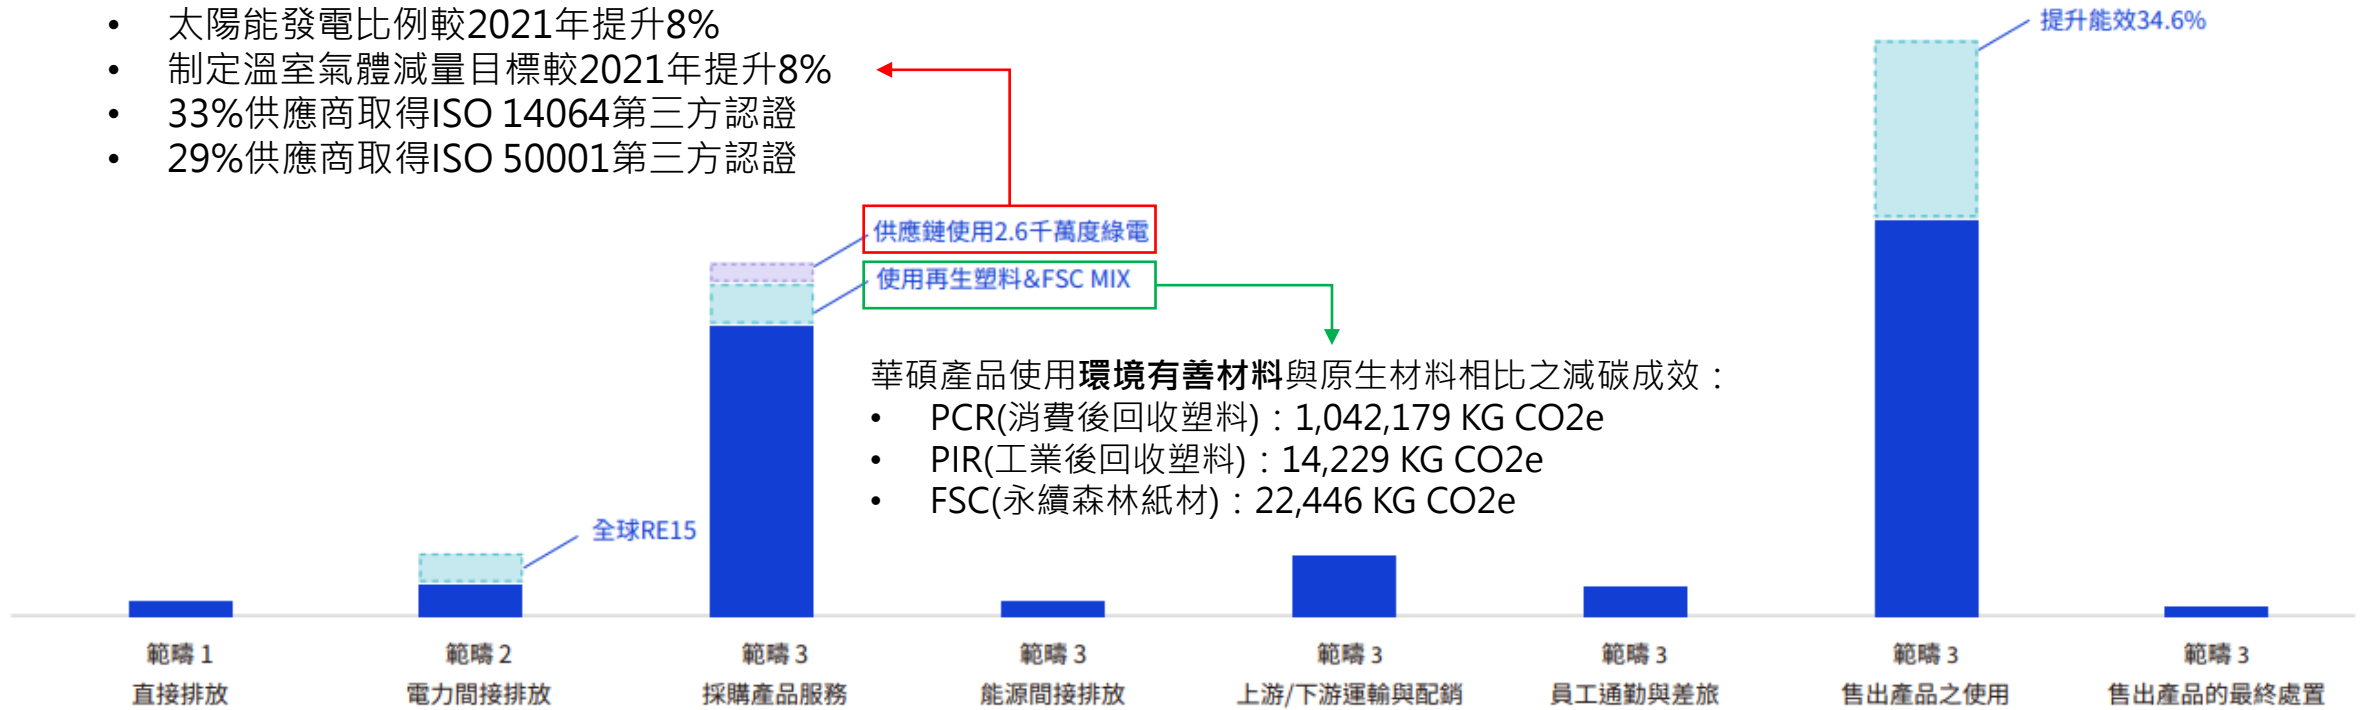 • 太陽能發電比例較2021年提升8%
• 制定溫室氣體減量目標較2021年提升8%
• 33%供應商取得ISO 14064第三方認證
• 29%供應商取得ISO 50001第三方認證
提升能效34.6%
供應鏈使用2.6千萬度綠電
使用再生塑料&FSC MIX
華碩產品使用環境有善材料與原生材料相比之減碳成效：
• PCR(消費後回收塑料)：1,042,179 KG CO2e
• PIR(工業後回收塑料)：14,229 KG CO2e
• FSC(永續森林紙材)：22,446 KG CO2e
全球RE15
範疇 1
直接排放
範疇 2
電力間接排放
範疇 3
採購產品服務
範疇 3
能源間接排放
範疇 3
上游/下游運輸與配銷
範疇 3
員工通勤與差旅
範疇 3
售出產品之使用
範疇 3
售出產品的最終處置